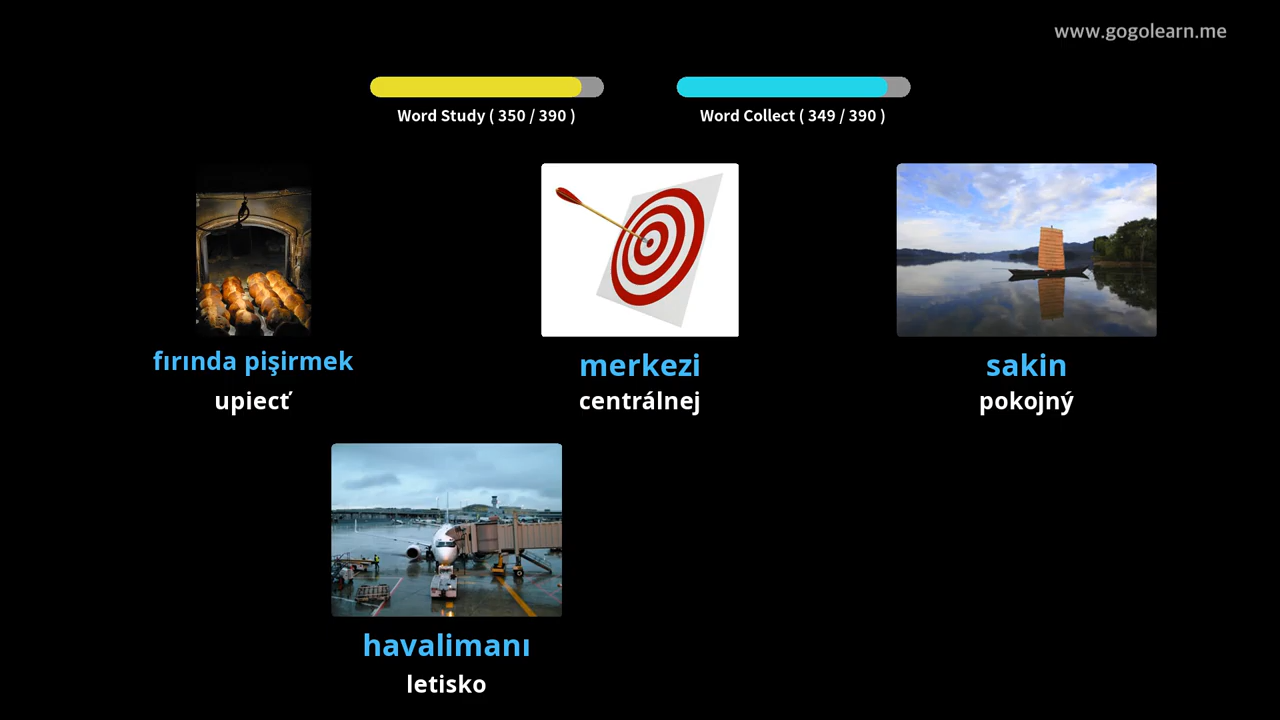 www.gogolearn.me
Word Study ( 350 / 390 )
Word Collect ( 349 / 390 )
fırında pişirmek
upiecť
merkezi
centrálnej
sakin
pokojný
havalimanı
letisko